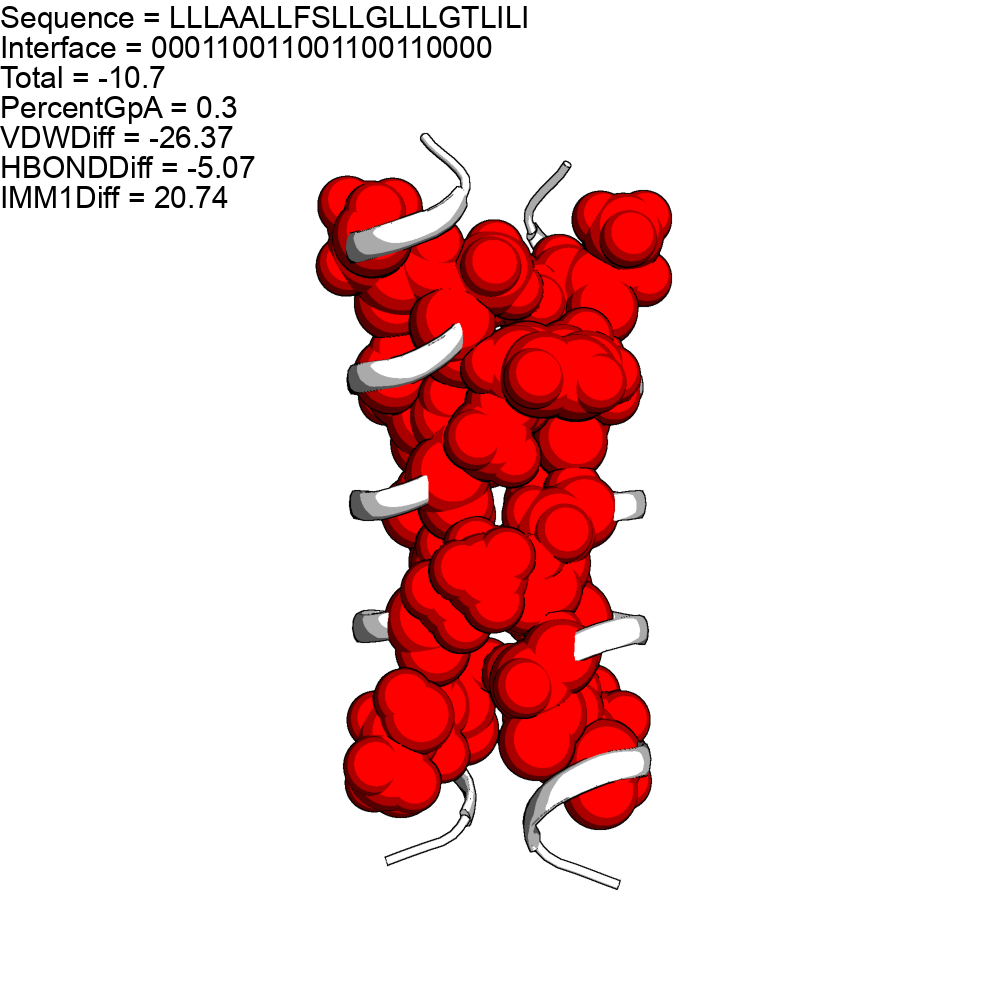 Sequence = LLLAALLFSLLGLLLGTLILI
Interface = 000110011001100110000
Total = -10.7
PercentGpA = 0.3
VDWDiff = -26.37
HBONDDiff = -5.07
IMM1Diff = 20.74